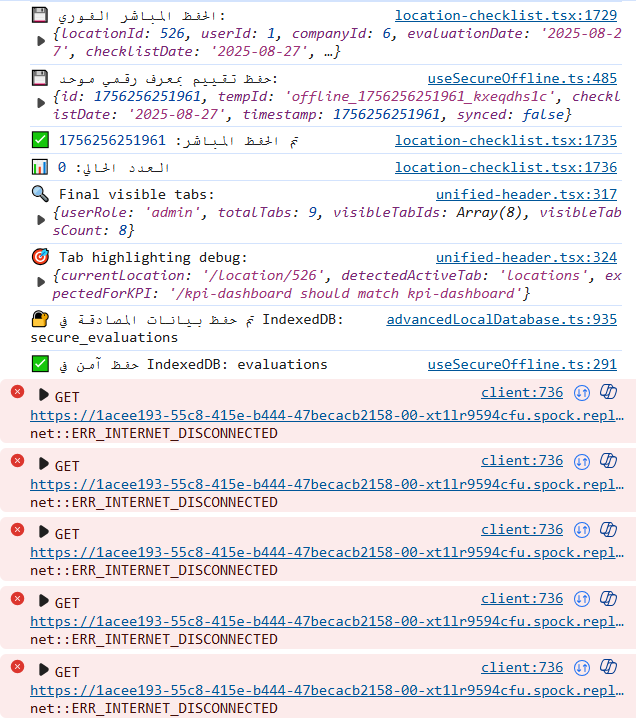 💾 الحفظ المباشر الفوري: location-checklist.tsx:1729
{locationId: 526, userId: 1, companyId: 6, evaluationDate: '2025-08-2
7', checklistDate: '2025-08-27', …}
💾 حفظ تقييم بمعرف رقمي موحد: useSecureOffline.ts:485
{id: 1756256251961, tempId: 'offline_1756256251961_kxeqdhs1c', checkl
istDate: '2025-08-27', timestamp: 1756256251961, synced: false}
✅ تم الحفظ المباشر: 1756256251961 location-checklist.tsx:1735
📊 العدد الحالي: 0 location-checklist.tsx:1736
🔍 Final visible tabs: unified-header.tsx:317
{userRole: 'admin', totalTabs: 9, visibleTabIds: Array(8), visibleTab
sCount: 8}
🎯 Tab highlighting debug: unified-header.tsx:324
{currentLocation: '/location/526', detectedActiveTab: 'locations', ex
pectedForKPI: '/kpi-dashboard should match kpi-dashboard'}
🔐 تم حفظ بيانات المصادقة في IndexedDB: advancedLocalDatabase.ts:935
secure_evaluations
✅ حفظ آمن في IndexedDB: evaluations useSecureOffline.ts:291
GET client:736
https://1acee193-55c8-415e-b444-47becacb2158-00-xt1lr9594cfu.spock.repl…
net::ERR_INTERNET_DISCONNECTED
GET client:736
https://1acee193-55c8-415e-b444-47becacb2158-00-xt1lr9594cfu.spock.repl…
net::ERR_INTERNET_DISCONNECTED
GET client:736
https://1acee193-55c8-415e-b444-47becacb2158-00-xt1lr9594cfu.spock.repl…
net::ERR_INTERNET_DISCONNECTED
GET client:736
https://1acee193-55c8-415e-b444-47becacb2158-00-xt1lr9594cfu.spock.repl…
net::ERR_INTERNET_DISCONNECTED
GET client:736
https://1acee193-55c8-415e-b444-47becacb2158-00-xt1lr9594cfu.spock.repl…
net::ERR_INTERNET_DISCONNECTED